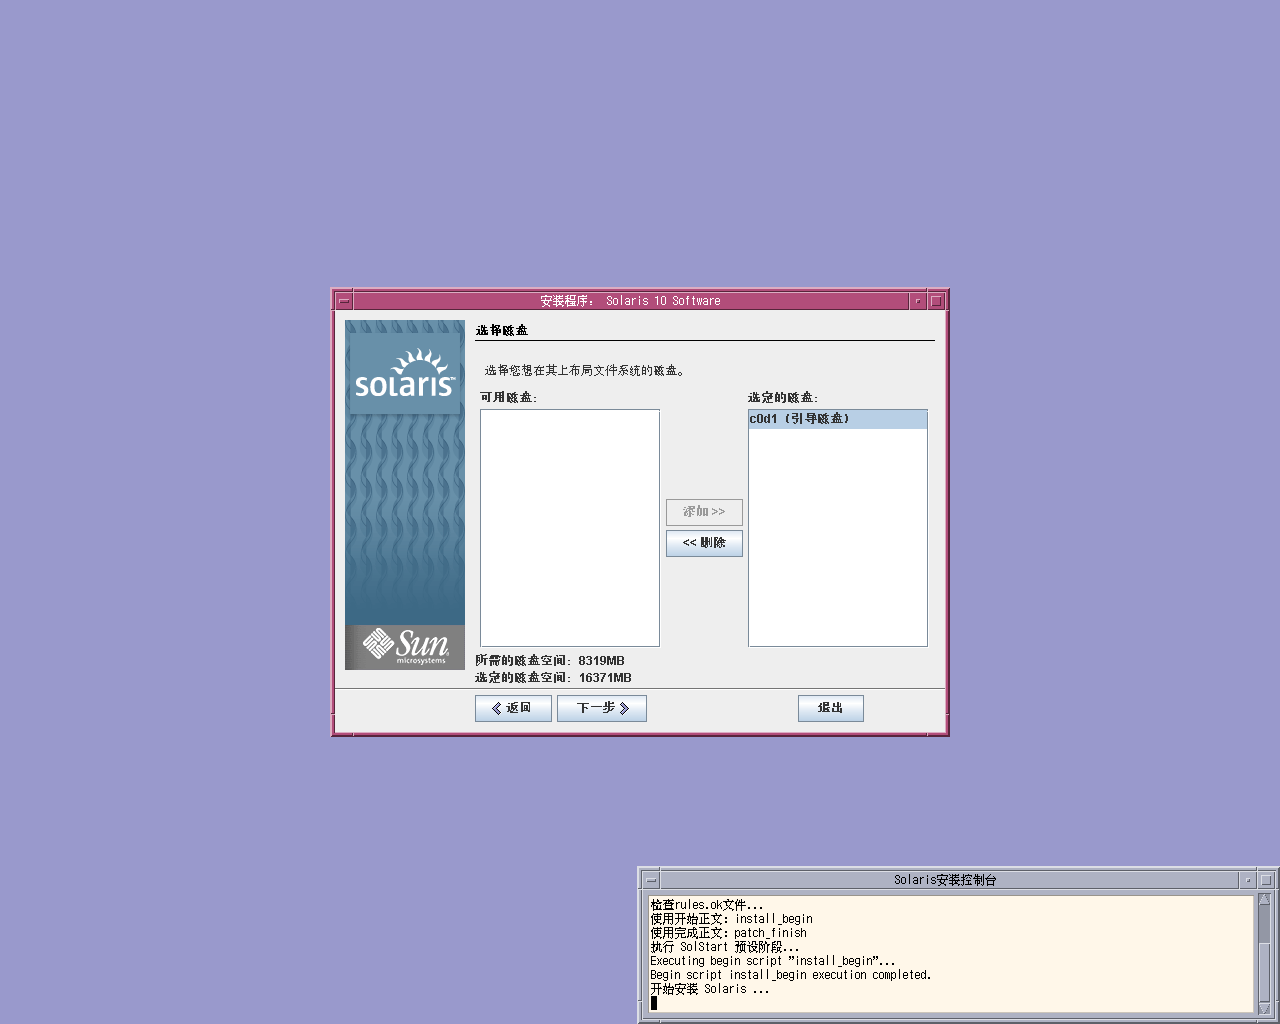 安装程序： Solaris 10 Software
solaris™
选择磁盘
选择您想在其上布局文件系统的磁盘。
可用磁盘:
选定的磁盘:
c0d1 （引导磁盘）
添加 >>
<< 删除
Sun
microsystems
所需的磁盘空间: 8319MB
选定的磁盘空间: 16371MB
返回
下一步
退出
Solaris安装控制台
检查rules.ok文件...
使用开始正文: install_begin
使用完成正文: patch_finish
执行 SolStart 预设阶段...
Executing begin script "install_begin"...
Begin script install_begin execution completed.
开始安装 Solaris ...